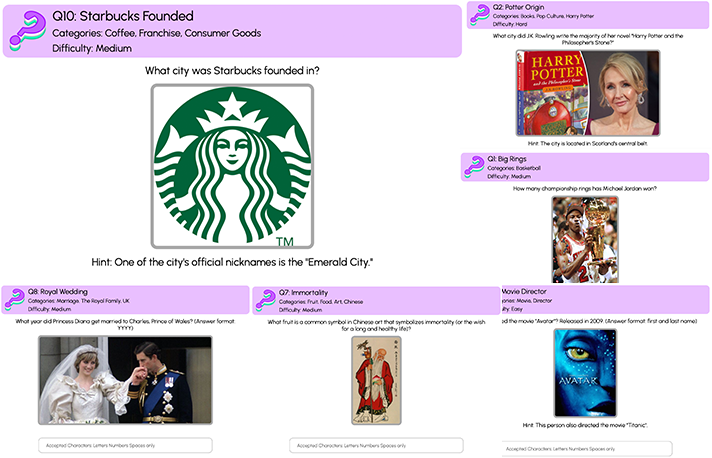 Q10: Starbucks Founded
Categories: Coffee, Franchise, Consumer Goods
Difficulty: Medium
What city was Starbucks founded in?
TM
Hint: One of the city's official nicknames is the "Emerald City."
Q2: Potter Origin
Categories: Books, Pop Culture, Harry Potter
Difficulty: Hard
What city did J.K. Rowling write the majority of her novel "Harry Potter and the
Philosopher's Stone?"
HARRY
POTTER
and the Philosopher's Stone
J.K. ROWLING
Hint: The city is located in Scotland's central belt.
Q1: Big Rings
Categories: Basketball
Difficulty: Medium
How many championship rings has Michael Jordan won?
Q8: Royal Wedding
Categories: Marriage, The Royal Family, UK
Difficulty: Medium
What year did Princess Diana get married to Charles, Prince of Wales? (Answer format:
YYYY)
Accepted Characters: Letters Numbers Spaces only
Q7: Immortality
Categories: Fruit, Food, Art, Chinese
Difficulty: Medium
What fruit is a common symbol in Chinese art that symbolizes immortality (or the wish
for a long and healthy life)?
Accepted Characters: Letters Numbers Spaces only
Movie Director
ories: Movie, Director
ulty: Easy
ed the movie "Avatar"? Released in 2009. (Answer format: first and last name)
AVATAR
Hint: This person also directed the movie "Titanic".
Accepted Characters: Letters Numbers Spaces only